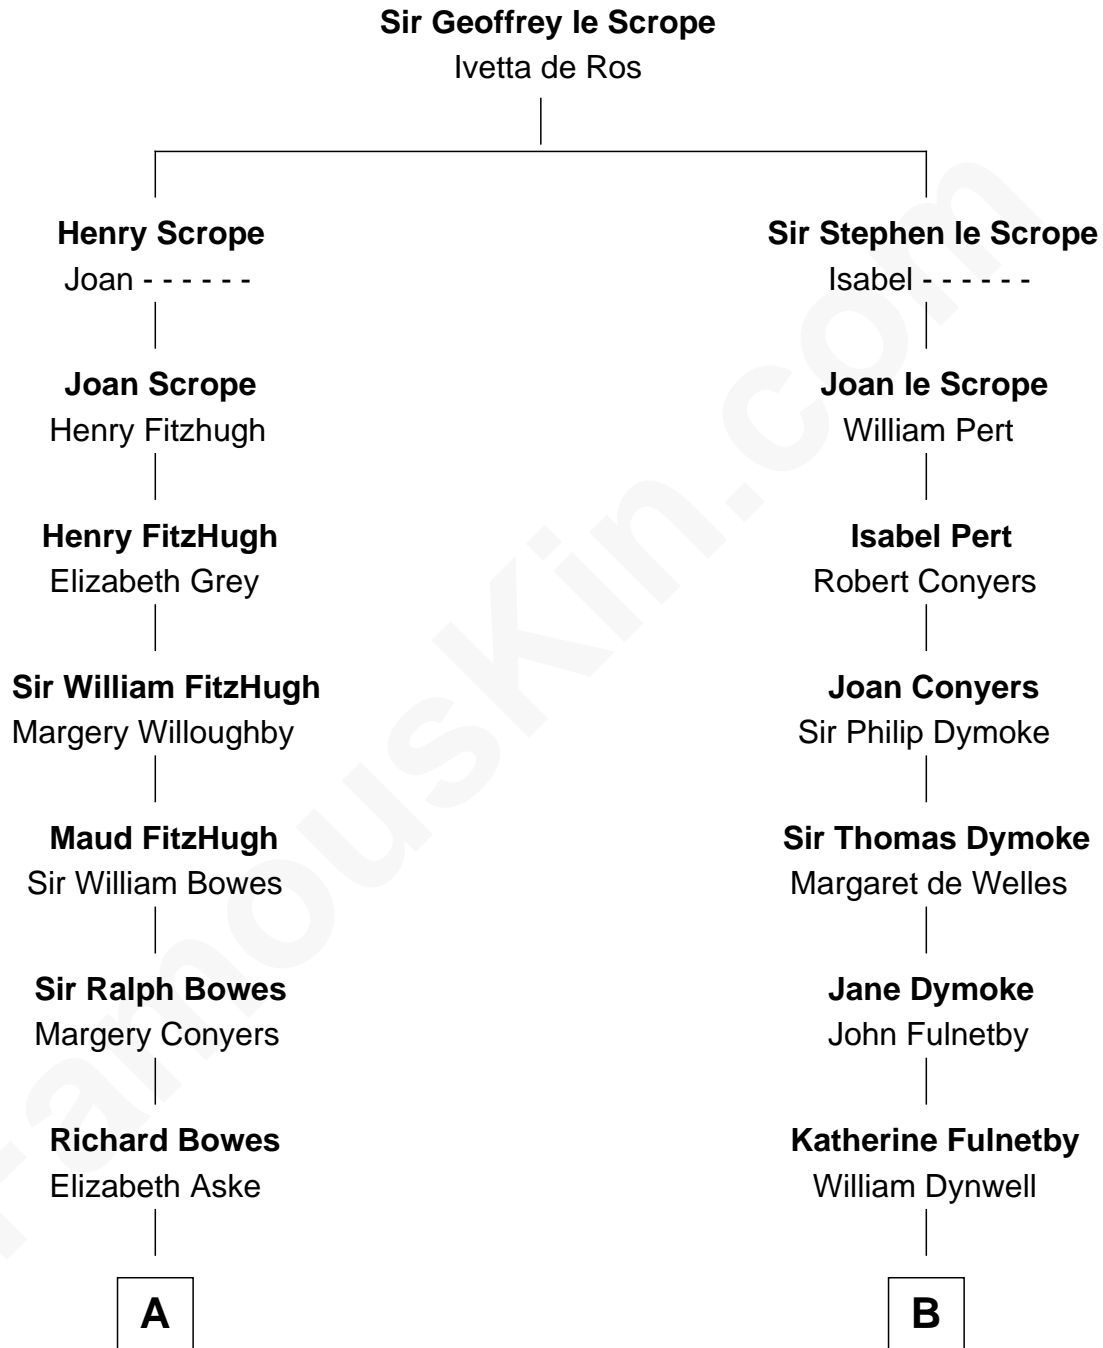 Sir Geoffrey le Scrope
Ivetta de Ros
Henry Scrope
Joan - - - - - -
Joan Scrope
Henry Fitzhugh
Henry FitzHugh
Elizabeth Grey
Sir William FitzHugh
Margery Willoughby
Maud FitzHugh
Sir William Bowes
Sir Ralph Bowes
Margery Conyers
Richard Bowes
Elizabeth Aske
A
Sir Stephen le Scrope
Isabel - - - - - -
Joan le Scrope
William Pert
Isabel Pert
Robert Conyers
Joan Conyers
Sir Philip Dymoke
Sir Thomas Dymoke
Margaret de Welles
Jane Dymoke
John Fulnetby
Katherine Fulnetby
William Dynwell
B
FamousKin.com